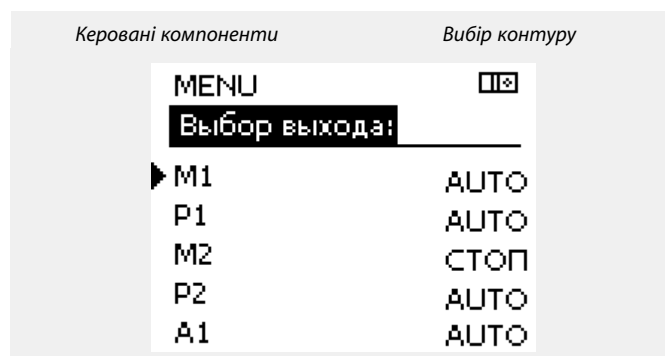 Керовані компоненти Вибір контуру
MENU
Выбор выхода:
M1 AUTO
P1 AUTO
M2 СТОП
P2 AUTO
A1 AUTO